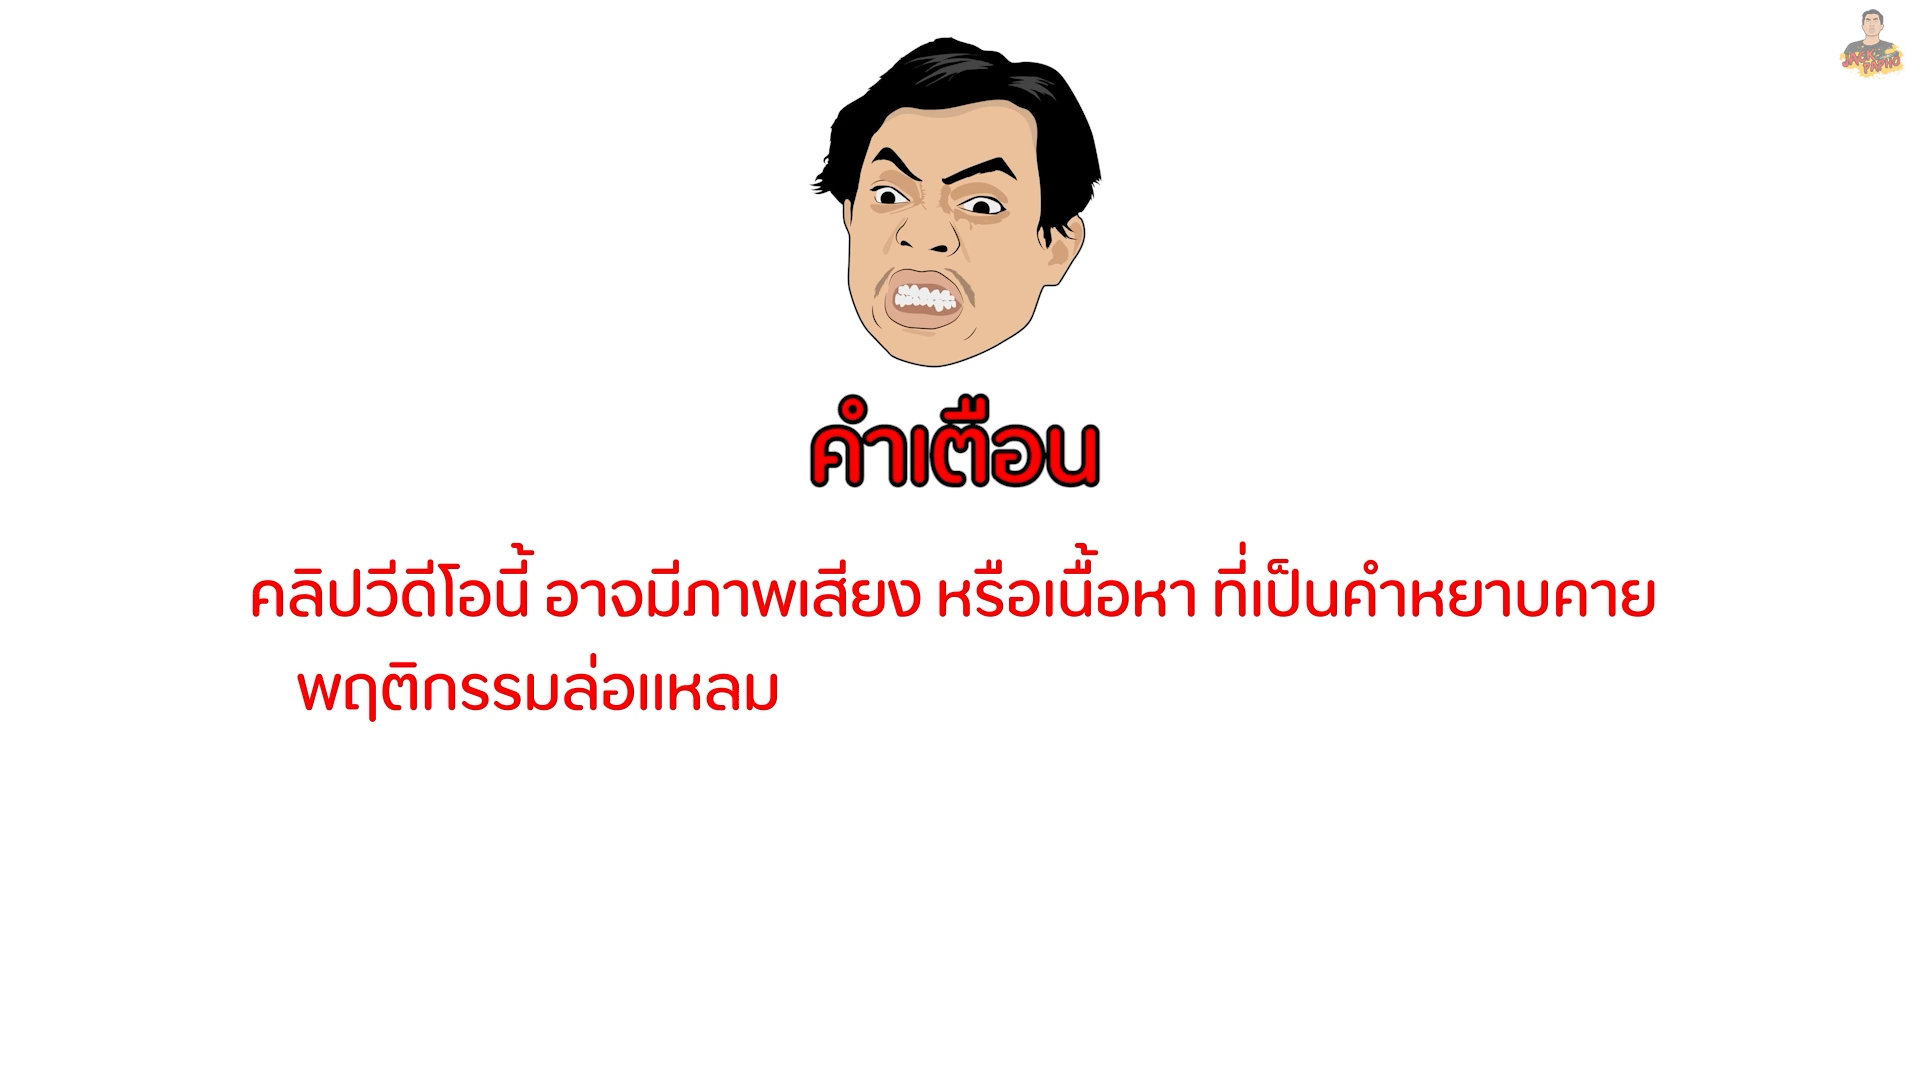 JACK
PAPHO
คำเตือน
คลิปวีดีโอนี้ อาจมีภาพเสียง หรือเนื้อหา ที่เป็นคำหยาบคาย
พฤติกรรมล่อแหลม